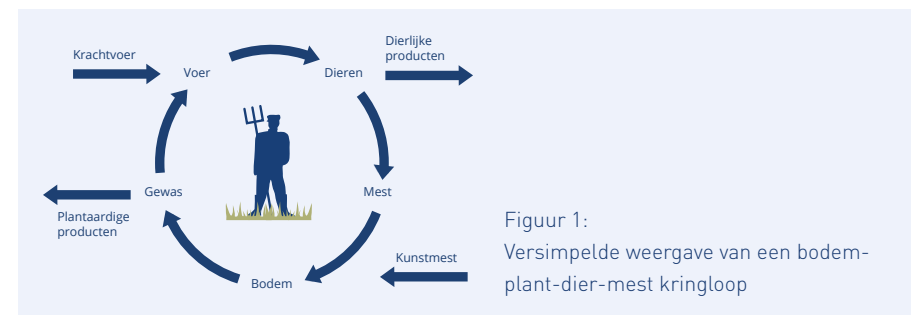 Krachtvoer
Voer
Dieren
Dierlijke
producten
Gewas
Mest
Plantaardige
producten
Bodem
Kunstmest
Figuur 1:
Versimpelde weergave van een bodem-
plant-dier-mest kringloop